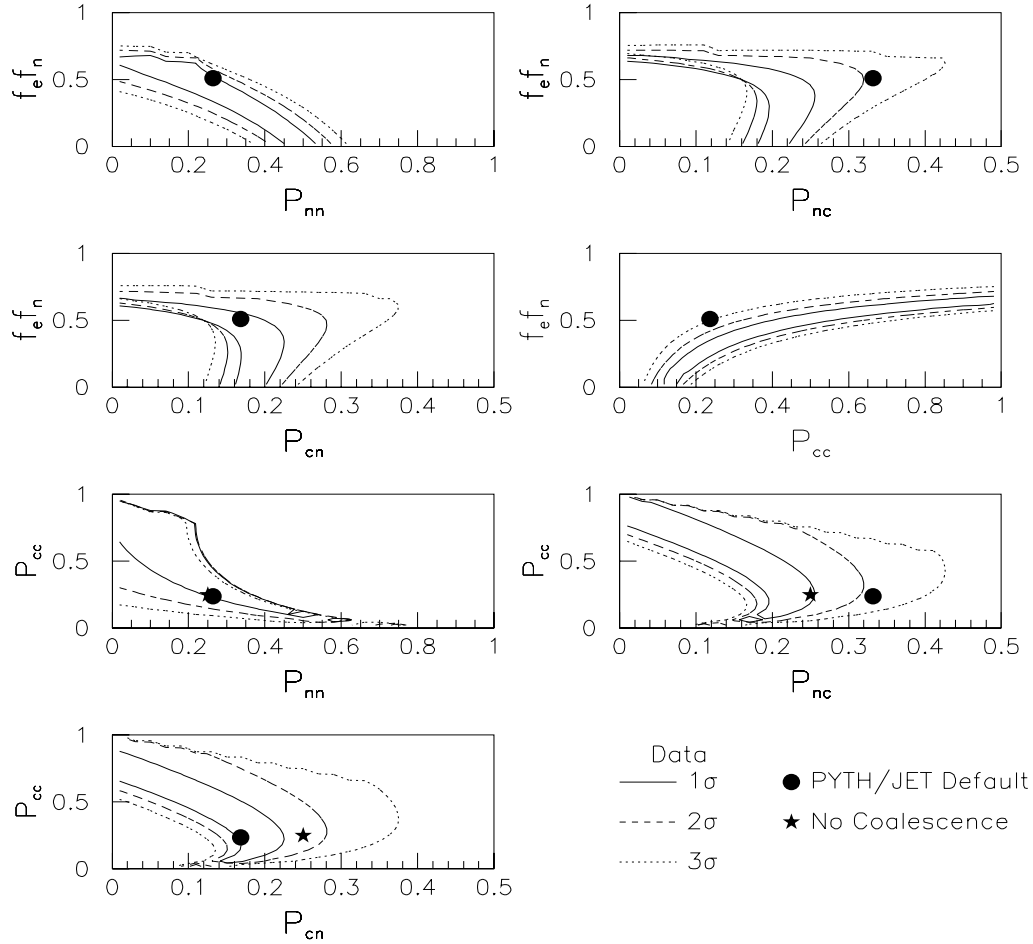 1 1
f_e f_n 0.5 f_e f_n 0.5
0 0
0 0.2 0.4 0.6 0.8 1 0 0.1 0.2 0.3 0.4 0.5
P_nn P_nc
1 1
f_e f_n 0.5 f_e f_n 0.5
0 0
0 0.1 0.2 0.3 0.4 0.5 0 0.2 0.4 0.6 0.8 1
P_cn P_cc
1 1
P_cc 0.5 P_cc 0.5
0 0
0 0.2 0.4 0.6 0.8 1 0 0.1 0.2 0.3 0.4 0.5
P_nn P_nc
1
P_cc 0.5
0
0 0.1 0.2 0.3 0.4 0.5
P_cn
Data
1σ PYTH/JET Default
2σ No Coalescence
3σ